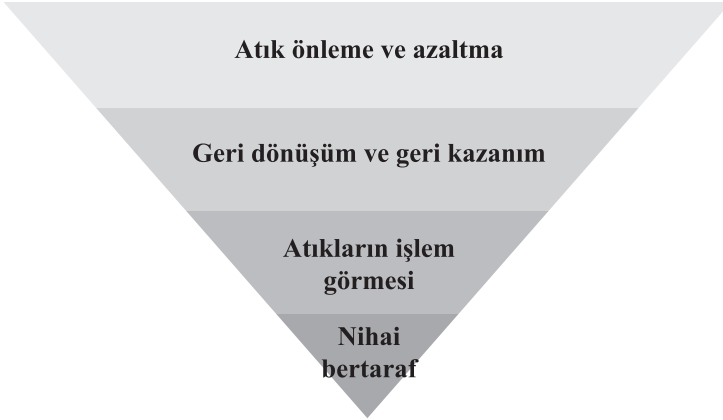 Atık önleme ve azaltma
Geri dönüşüm ve geri kazanım
Atıkların işlem
görmesi
Nihai
bertaraf